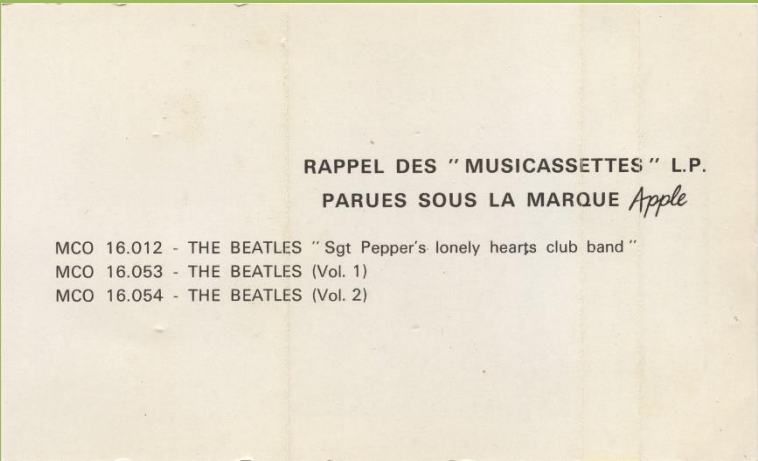 RAPPEL DES "MUSICASSETTES" L.P.
PARUES SOUS LA MARQUE Apple
MCO 16.012 - THE BEATLES "Sgt Pepper's lonely hearts club band"
MCO 16.053 - THE BEATLES (Vol. 1)
MCO 16.054 - THE BEATLES (Vol. 2)